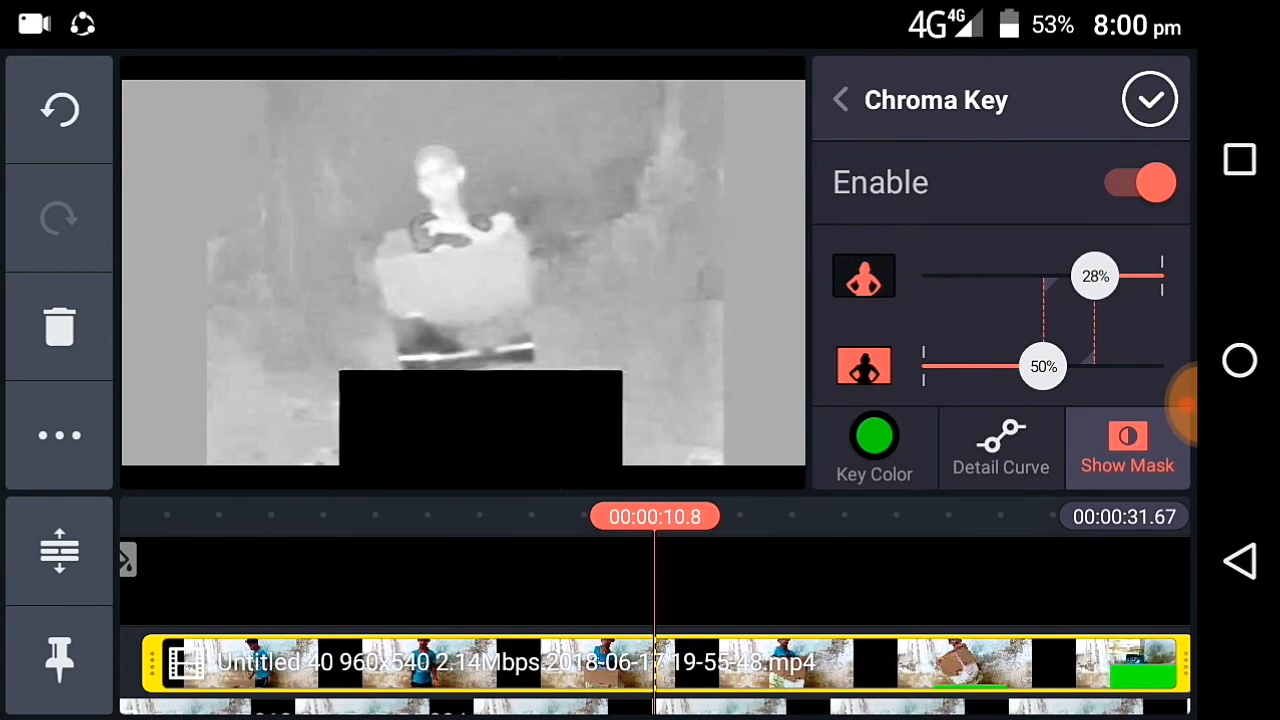 4G 4G 53% 8:00 pm
Chroma Key
Enable
28%
50%
Key Color
Detail Curve
Show Mask
00:00:10.8
00:00:31.67
Untitled 40 960x540 2.14Mbps 2018-06-17 19-55-48.mp4